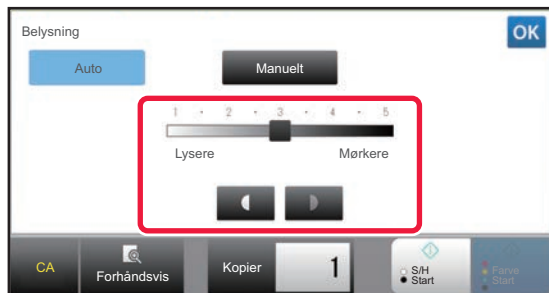 Belysning
OK
Auto
Manuelt
1 · 2 · 3 · 4 · 5
Lysere
Mørkere
CA
Forhåndsvis
Kopier
1
S/H
Start
Farve
Start